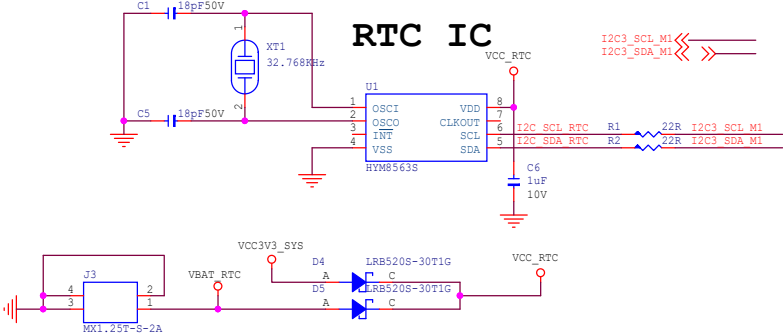 C1 18pF50V
RTC IC
I2C3_SCL_M1
I2C3_SDA_M1
1
XT1
32.768KHz
2
VCC_RTC
U1
1 OSCI VDD 8
2 OSCO CLKOUT 7
3 INT SCL 6 I2C_SCL_RTC R1 22R I2C3_SCL_M1
4 VSS SDA 5 I2C_SDA_RTC R2 22R I2C3_SDA_M1
HYM8563S
C5 18pF50V
C6
1uF
10V
VCC3V3_SYS D4 LRB520S-30T1G VCC_RTC
A C
J3 VBAT_RTC D5 LRB520S-30T1G
4 2
3 1 A C
MX1.25T-S-2A